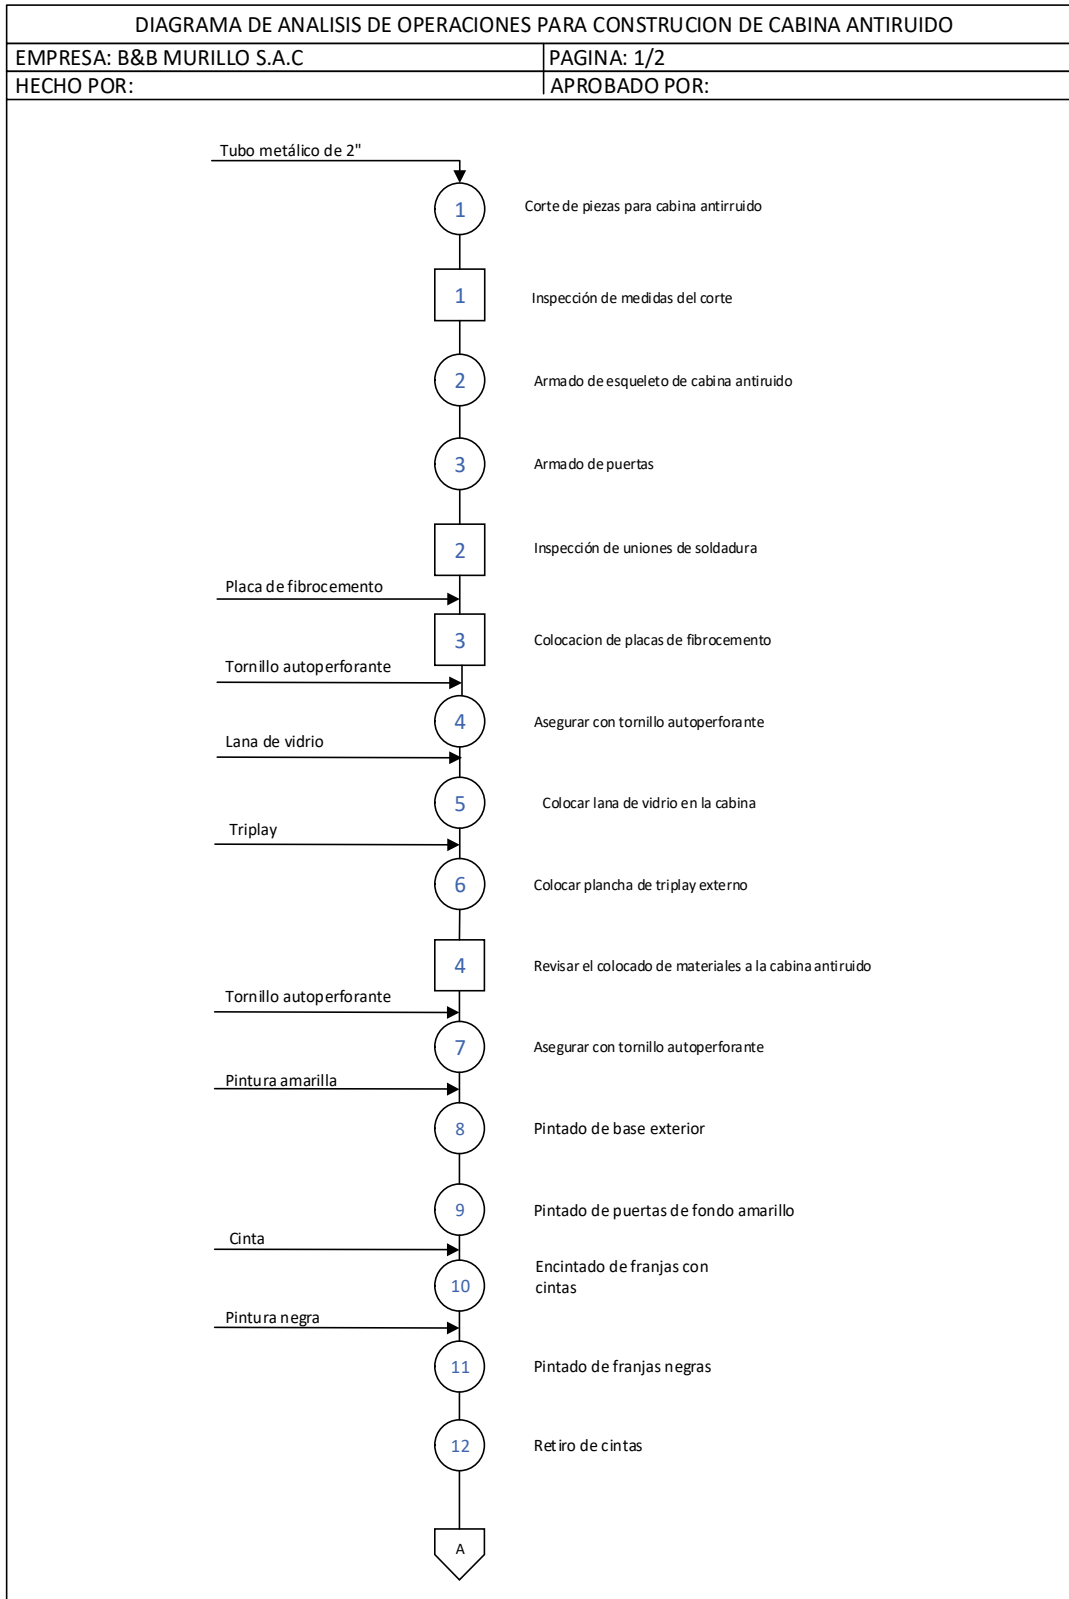 DIAGRAMA DE ANALISIS DE OPERACIONES PARA CONSTRUCION DE CABINA ANTIRUIDO
EMPRESA: B&B MURILLO S.A.C
PAGINA: 1/2
HECHO POR:
APROBADO POR:
Tubo metálico de 2"
1
Corte de piezas para cabina antirruido
1
Inspección de medidas del corte
2
Armado de esqueleto de cabina antiruido
3
Armado de puertas
2
Inspección de uniones de soldadura
Placa de fibrocemento
3
Colocacion de placas de fibrocemento
Tornillo autoperforante
4
Asegurar con tornillo autoperforante
Lana de vidrio
5
Colocar lana de vidrio en la cabina
Triplay
6
Colocar plancha de triplay externo
4
Revisar el colocado de materiales a la cabina antiruido
Tornillo autoperforante
7
Asegurar con tornillo autoperforante
Pintura amarilla
8
Pintado de base exterior
9
Pintado de puertas de fondo amarillo
Cinta
10
Encintado de franjas con
cintas
Pintura negra
11
Pintado de franjas negras
12
Retiro de cintas
A